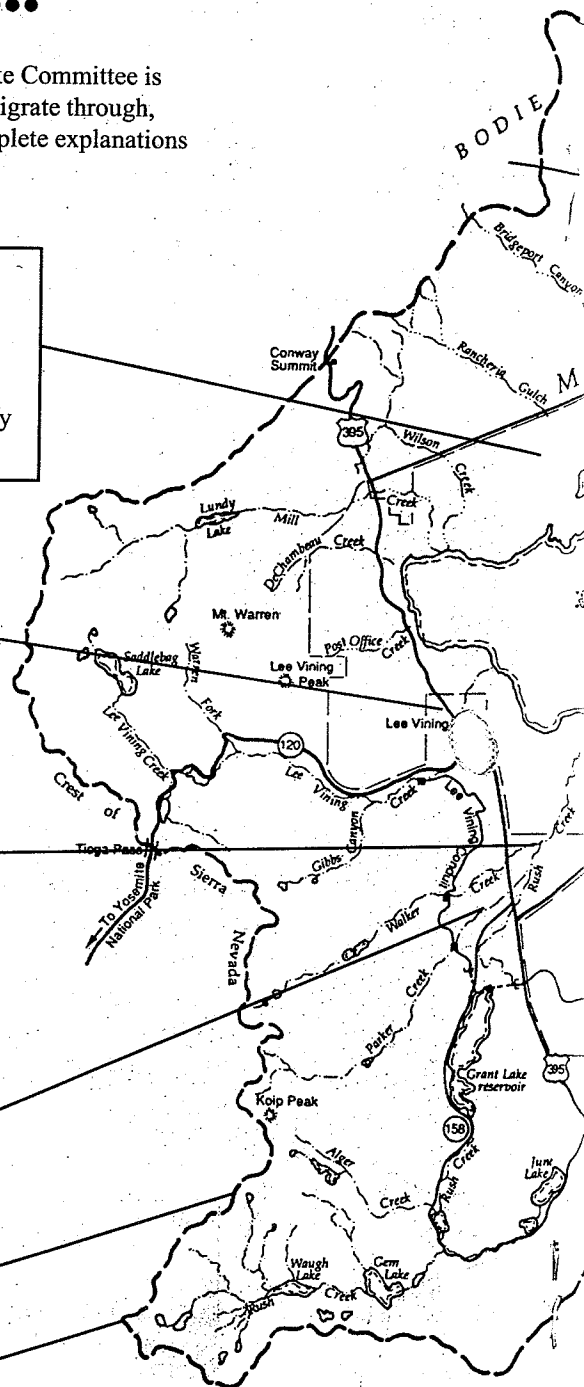 te Committee is
igrate through,
plete explanations
BODIE
Bridgeport Canyon
Conway
Summit
Rancheria Gulch
M
y
395
Wilson Creek
Lundy
Lake
Mill
Creek
DeChambeau Creek
Mt. Warren
Post Office
Creek
Saddlebag
Lake
Warren
Fork
Lee Vining
Peak
Lee Vining
Lee Vining Creek
120
Lee Vining
Creek
Lee Vining
Conduit
Crest of
Gibbs
Canyon
Creek
Rush
Tioga Pass
Sierra
Walker
Creek
To Yosemite
National Park
Nevada
Parker
Creek
Grant Lake
reservoir
395
Koip Peak
158
Alger
Creek
Rush
Creek
June
Lake
Waugh
Lake
Gem
Lake
Rush
Creek